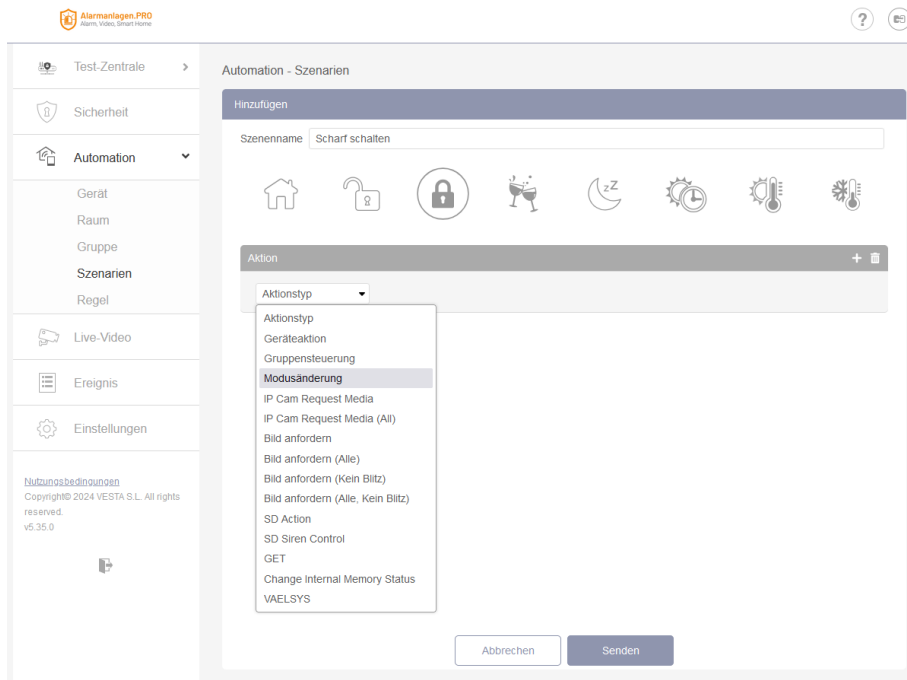 Alarmanlagen.PRO
Alarm, Video, Smart Home
?
Test-Zentrale
Sicherheit
Automation
Gerät
Raum
Gruppe
Szenarien
Regel
Live-Video
Ereignis
Einstellungen
Nutzungsbedingungen
Copyright© 2024 VESTA S.L. All rights
reserved.
v5.35.0
Automation - Szenarien
Hinzufügen
Szenenname Scharf schalten
zZ
Aktion
Aktionstyp
Aktionstyp
Geräteaktion
Gruppensteuerung
Modusänderung
IP Cam Request Media
IP Cam Request Media (All)
Bild anfordern
Bild anfordern (Alle)
Bild anfordern (Kein Blitz)
Bild anfordern (Alle, Kein Blitz)
SD Action
SD Siren Control
GET
Change Internal Memory Status
VAELSYS
Abbrechen
Senden